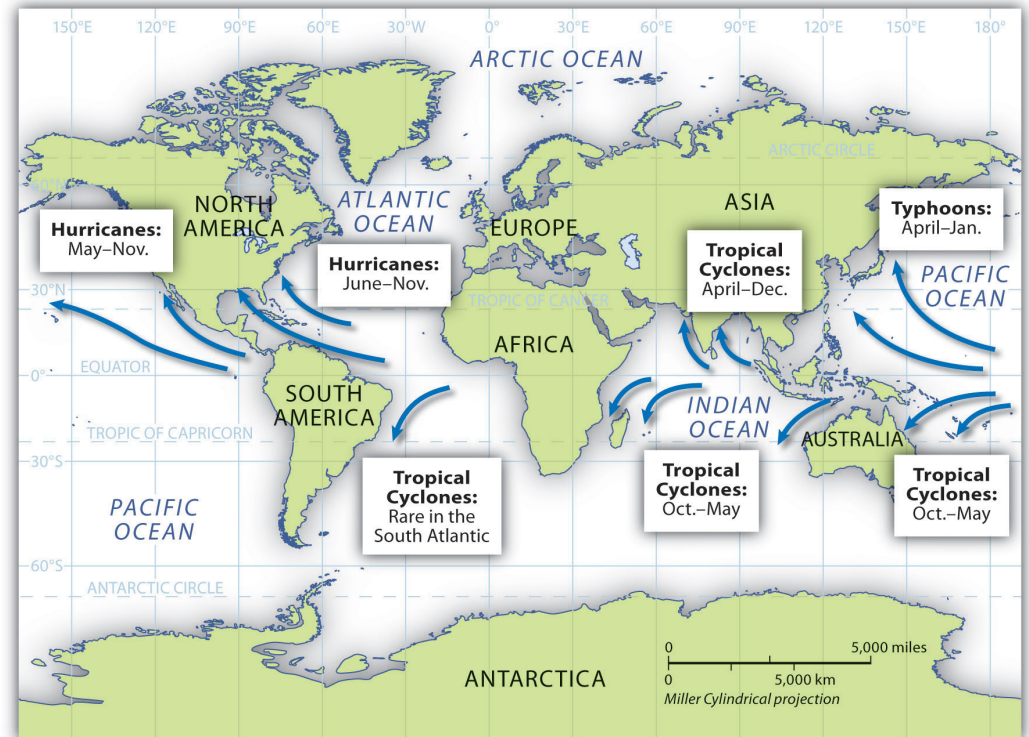 150°W 120°W 90°W 60°W 30°W 0° 30°E 60°E 90°E 120°E 150°E 180°
ARCTIC OCEAN
ARCTIC CIRCLE
60°N
NORTH
AMERICA
ATLANTIC
OCEAN
EUROPE
ASIA
Hurricanes:
May–Nov.
Hurricanes:
June–Nov.
Tropical
Cyclones:
April–Dec.
Typhoons:
April–Jan.
PACIFIC
OCEAN
30°N
TROPIC OF CANCER
AFRICA
EQUATOR
0°
SOUTH
AMERICA
INDIAN
OCEAN
AUSTRALIA
TROPIC OF CAPRICORN
30°S
PACIFIC
OCEAN
Tropical
Cyclones:
Rare in the
South Atlantic
Tropical
Cyclones:
Oct.–May
Tropical
Cyclones:
Oct.–May
60°S
ANTARCTIC CIRCLE
ANTARCTICA
0 5,000 miles
0 5,000 km
Miller Cylindrical projection